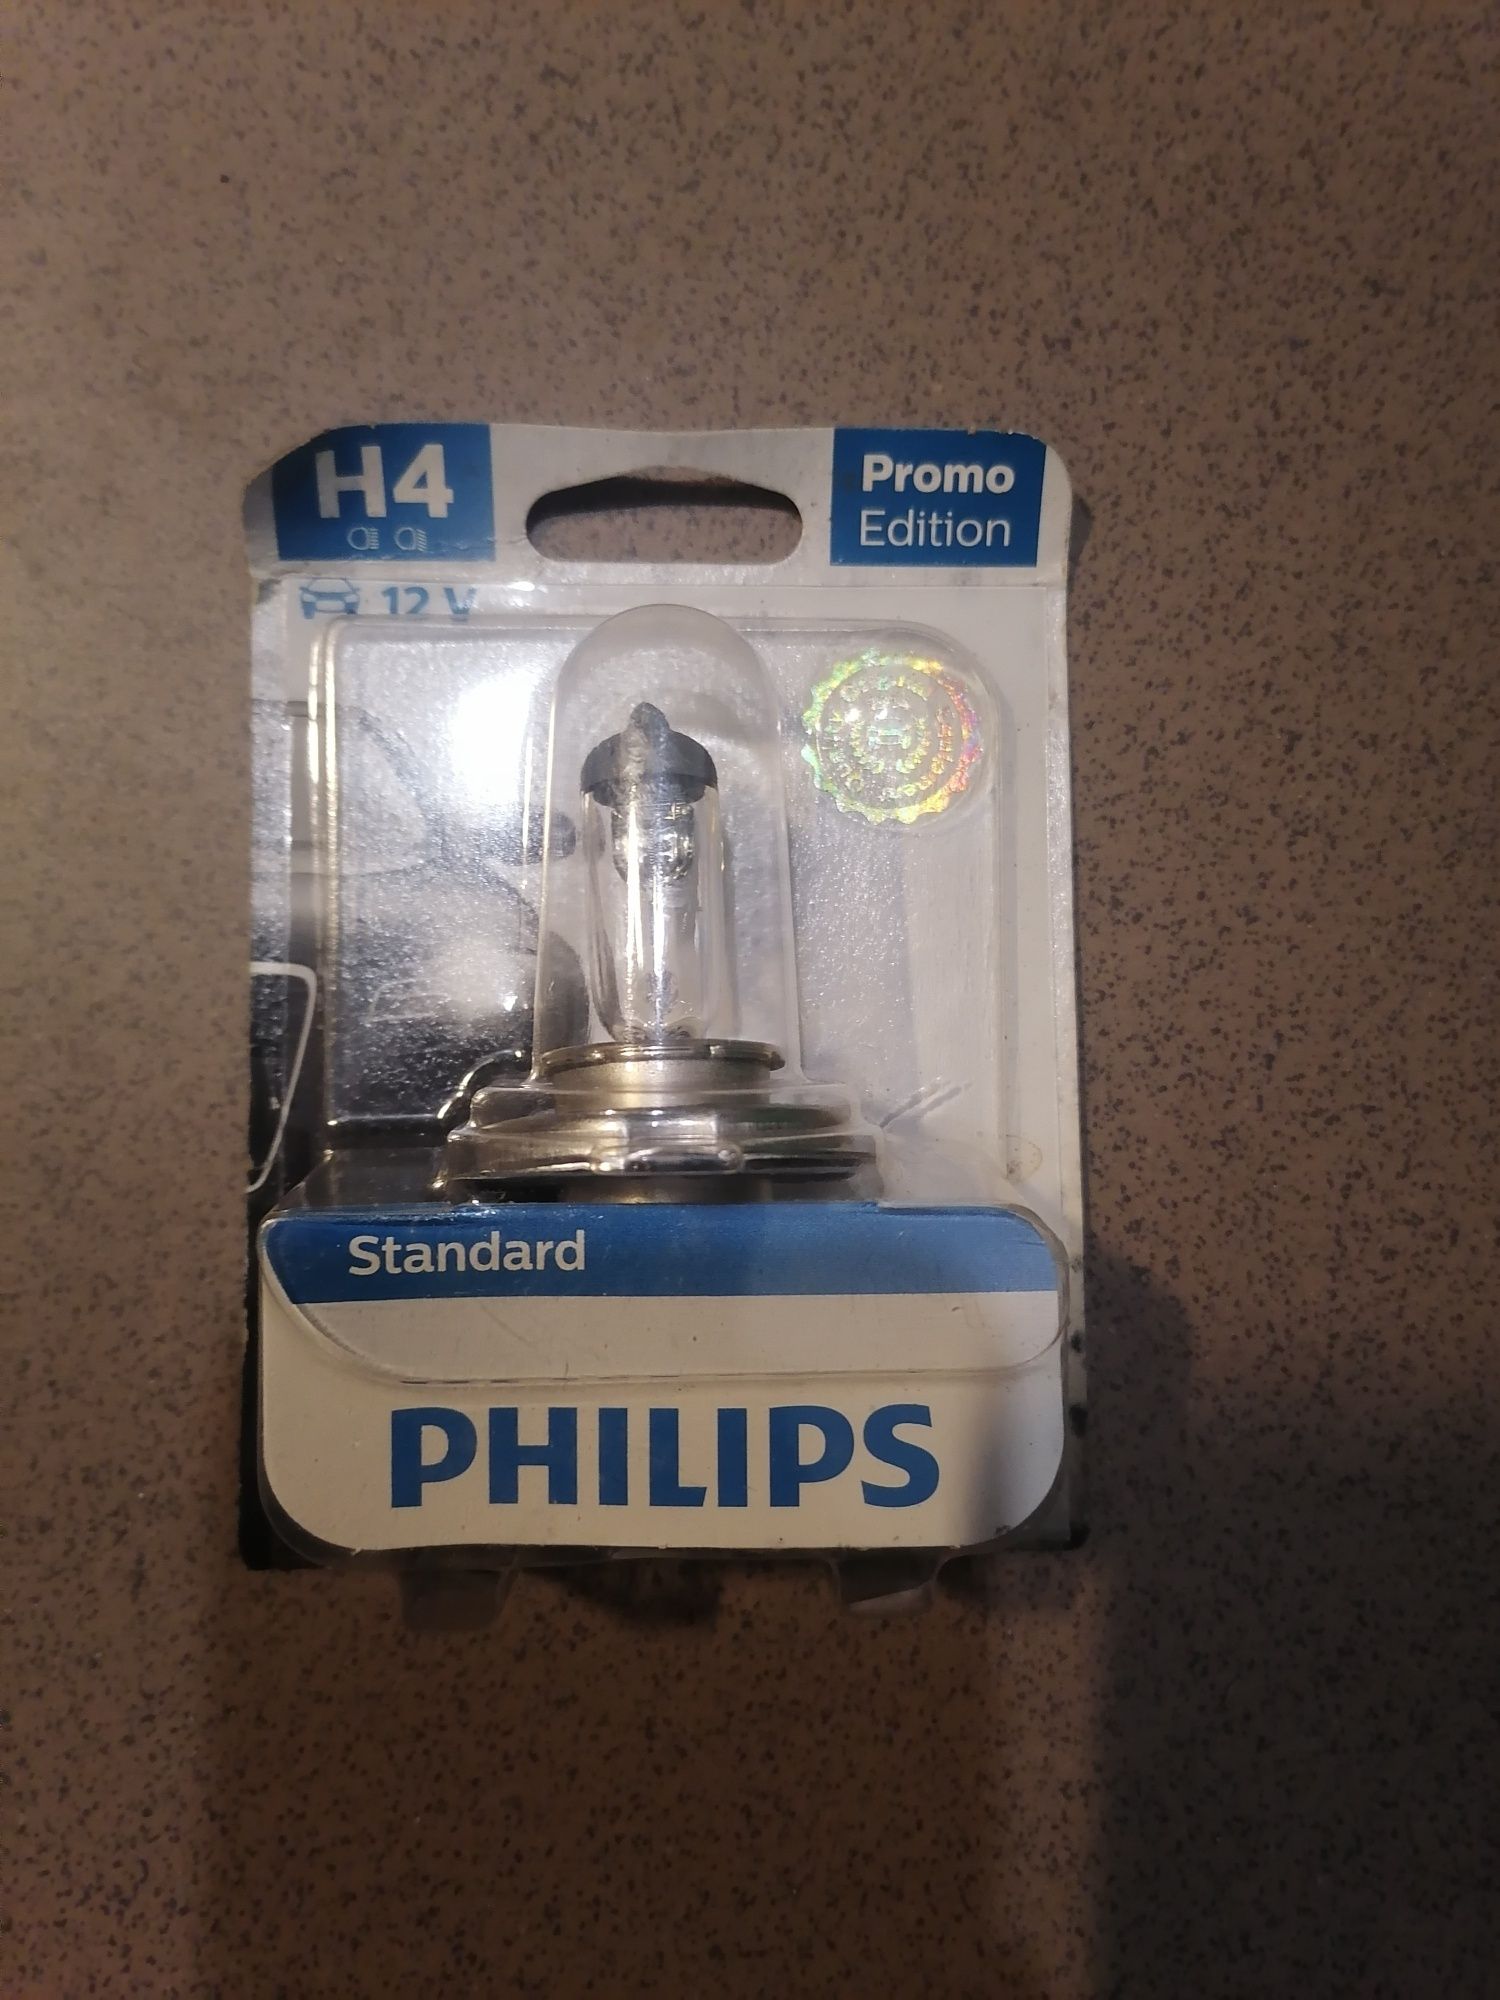 H4
Promo
Edition
12 V
Standard
PHILIPS